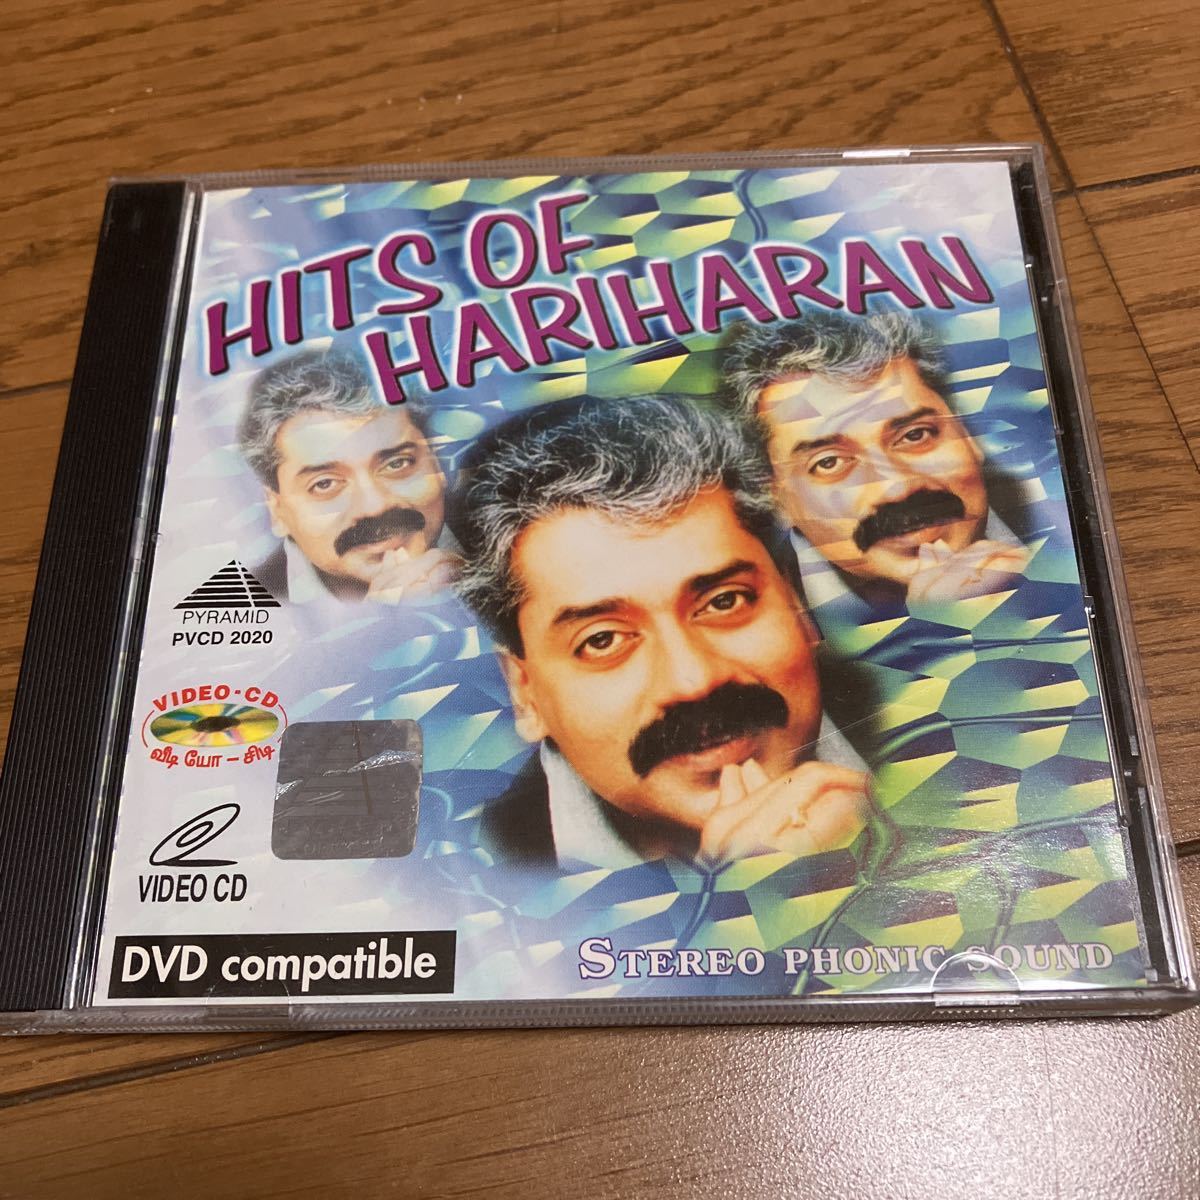 HITS OF
HARIHARAN
PYRAMID
PVCD 2020
VIDEO-CD
வீடியோ - சிடி
VIDEO CD
DVD compatible
STEREO PHONIC SOUND